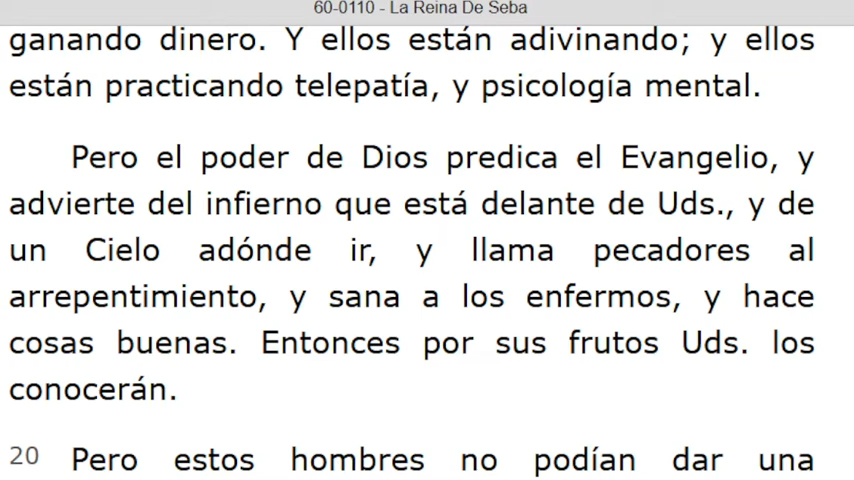 60-0110 - La Reina De Seba
ganando dinero. Y ellos están adivinando; y ellos
están practicando telepatía, y psicología mental.
Pero el poder de Dios predica el Evangelio, y
advierte del infierno que está delante de Uds., y de
un Cielo adónde ir, y llama pecadores al
arrepentimiento, y sana a los enfermos, y hace
cosas buenas. Entonces por sus frutos Uds. los
conocerán.
20 Pero estos hombres no podían dar una